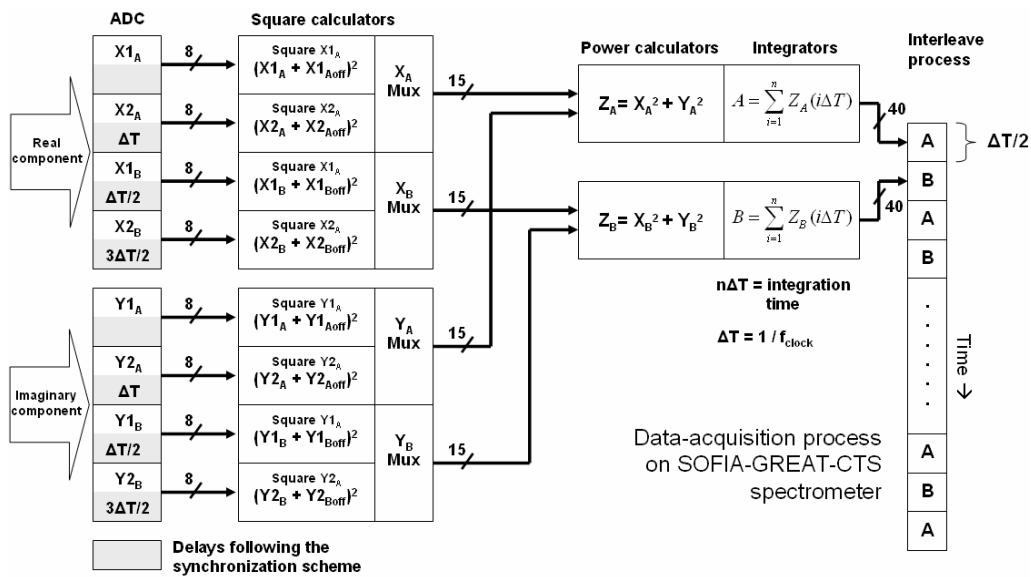 ADC
Square calculators
Real component
X1A
8
Square X1A
(X1A + X1Aoff)2
X2A
ΔT
8
Square X2A
(X2A + X2Aoff)2
XA Mux
15
X1B
ΔT/2
8
Square X1A
(X1B + X1Boff)2
X2B
3ΔT/2
8
Square X2A
(X2B + X2Boff)2
XB Mux
15
Imaginary component
Y1A
8
Square Y1A
(Y1A + Y1Aoff)2
Y2A
ΔT
8
Square Y2A
(Y2A + Y2Aoff)2
YA Mux
15
Y1B
ΔT/2
8
Square Y1A
(Y1B + Y1Boff)2
Y2B
3ΔT/2
8
Square Y2A
(Y2B + Y2Boff)2
YB Mux
15
Delays following the
synchronization scheme
Power calculators
Integrators
ZA= XA2 + YA2
A = ∑ ZA(iΔT)
n
i=1
40
ZB= XB2 + YB2
B = ∑ ZB(iΔT)
n
i=1
40
nΔT = integration
time
ΔT = 1 / fclock
Interleave
process
A
ΔT/2
B
A
B
. . . . . .
A
B
A
Time →
Data-acquisition process
on SOFIA-GREAT-CTS
spectrometer